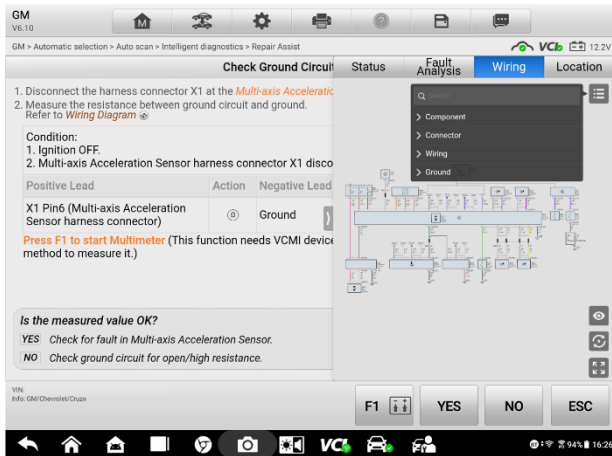 GM
V6.10
GM > Automatic selection > Auto scan > Intelligent diagnostics > Repair Assist
VCI 12.2V
Check Ground Circuit
Status
Fault Analysis
Wiring
Location
1. Disconnect the harness connector X1 at the Multi-axis Acceleratio
2. Measure the resistance between ground circuit and ground.
Refer to Wiring Diagram
Condition:
1. Ignition OFF.
2. Multi-axis Acceleration Sensor harness connector X1 disco
Positive Lead Action Negative Lead
X1 Pin6 (Multi-axis Acceleration
Sensor harness connector)
Ground
Press F1 to start Multimeter (This function needs VCMI device
method to measure it.)
Search
Component
Connector
Wiring
Ground
Is the measured value OK?
YES Check for fault in Multi-axis Acceleration Sensor.
NO Check ground circuit for open/high resistance.
VIN:
Info: GM/Chevrolet/Cruze
F1
YES
NO
ESC
VCI
94% 16:26